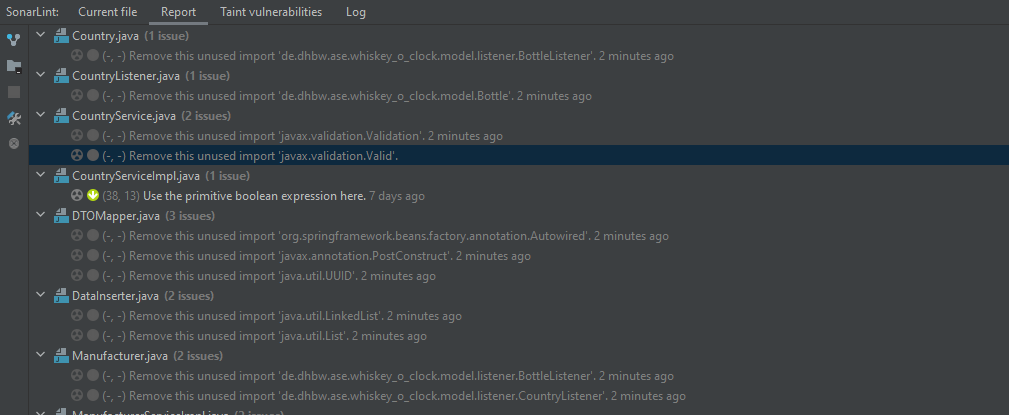 SonarLint: Current file Report Taint vulnerabilities Log
Country.java (1 issue)
(-, -) Remove this unused import 'de.dhbw.ase.whiskey_o_clock.model.listener.BottleListener'. 2 minutes ago
CountryListener.java (1 issue)
(-, -) Remove this unused import 'de.dhbw.ase.whiskey_o_clock.model.Bottle'. 2 minutes ago
CountryService.java (2 issues)
(-, -) Remove this unused import 'javax.validation.Validation'. 2 minutes ago
(-, -) Remove this unused import 'javax.validation.Valid'.
CountryServiceImpl.java (1 issue)
(38, 13) Use the primitive boolean expression here. 7 days ago
DTOMapper.java (3 issues)
(-, -) Remove this unused import 'org.springframework.beans.factory.annotation.Autowired'. 2 minutes ago
(-, -) Remove this unused import 'javax.annotation.PostConstruct'. 2 minutes ago
(-, -) Remove this unused import 'java.util.UUID'. 2 minutes ago
DataInserter.java (2 issues)
(-, -) Remove this unused import 'java.util.LinkedList'. 2 minutes ago
(-, -) Remove this unused import 'java.util.List'. 2 minutes ago
Manufacturer.java (2 issues)
(-, -) Remove this unused import 'de.dhbw.ase.whiskey_o_clock.model.listener.BottleListener'. 2 minutes ago
(-, -) Remove this unused import 'de.dhbw.ase.whiskey_o_clock.model.listener.CountryListener'. 2 minutes ago
ManufacturerServiceImpl.java